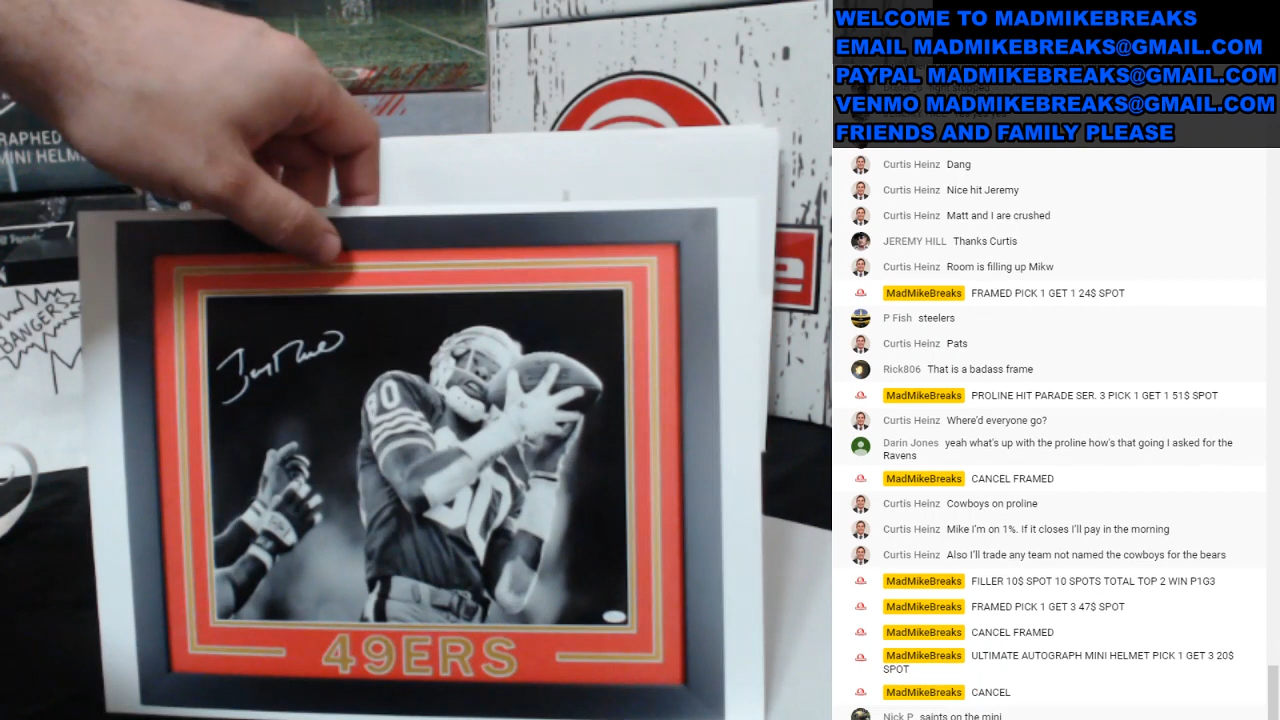 WELCOME TO MADMIKEBREAKS
EMAIL MADMIKEBREAKS@GMAIL.COM
PAYPAL MADMIKEBREAKS@GMAIL.COM
VENMO MADMIKEBREAKS@GMAIL.COM
FRIENDS AND FAMILY PLEASE
Curtis Heinz Dang
Curtis Heinz Nice hit Jeremy
Curtis Heinz Matt and I are crushed
JEREMY HILL Thanks Curtis
Curtis Heinz Room is filling up Mikw
MadMikeBreaks FRAMED PICK 1 GET 1 24$ SPOT
P Fish steelers
Curtis Heinz Pats
Rick806 That is a badass frame
MadMikeBreaks PROLINE HIT PARADE SER. 3 PICK 1 GET 1 51$ SPOT
Curtis Heinz Where'd everyone go?
Darin Jones yeah what's up with the proline how's that going I asked for the
Ravens
MadMikeBreaks CANCEL FRAMED
Curtis Heinz Cowboys on proline
Curtis Heinz Mike I'm on 1%. If it closes I'll pay in the morning
Curtis Heinz Also I'll trade any team not named the cowboys for the bears
MadMikeBreaks FILLER 10$ SPOT 10 SPOTS TOTAL TOP 2 WIN P1G3
MadMikeBreaks FRAMED PICK 1 GET 3 47$ SPOT
MadMikeBreaks CANCEL FRAMED
MadMikeBreaks ULTIMATE AUTOGRAPH MINI HELMET PICK 1 GET 3 20$
SPOT
MadMikeBreaks CANCEL
Nick P saints on the mini
RAPHED
MINI HELM
BANGERS
80
49ERS